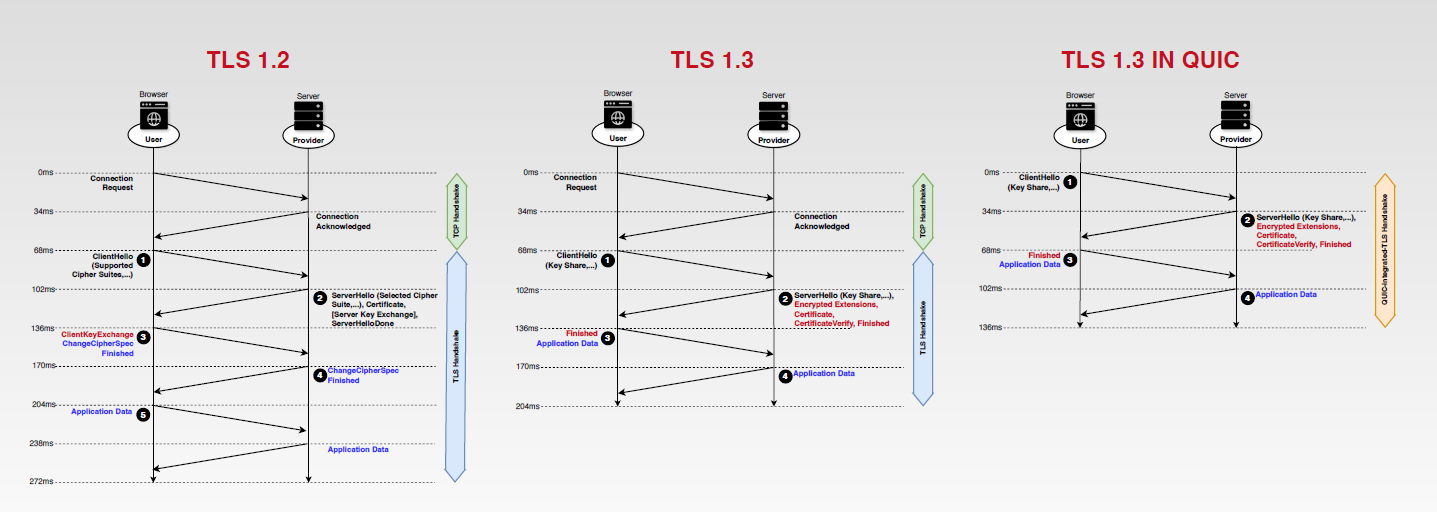 TLS 1.2
Browser
Server
User
Provider
0ms
Connection
Request
34ms
Connection
Acknowledged
68ms
ClientHello
(Supported
Cipher Suites,...)
1
102ms
2
ServerHello (Selected Cipher
Suite,...), Certificate,
[Server Key Exchange],
ServerHelloDone
136ms
ClientKeyExchange
ChangeCipherSpec
Finished
3
170ms
4
ChangeCipherSpec
Finished
204ms
Application Data
5
238ms
Application Data
272ms
TCP Handshake
TLS Handshake
TLS 1.3
Browser
Server
User
Provider
0ms
Connection
Request
34ms
Connection
Acknowledged
68ms
ClientHello
(Key Share,...)
1
102ms
2
ServerHello (Key Share,...),
Encrypted Extensions,
Certificate,
CertificateVerify, Finished
136ms
Finished
Application Data
3
170ms
4
Application Data
204ms
TCP Handshake
TLS Handshake
TLS 1.3 IN QUIC
Browser
Server
User
Provider
0ms
ClientHello
(Key Share,...)
1
34ms
2
ServerHello (Key Share,...),
Encrypted Extensions,
Certificate,
CertificateVerify, Finished
68ms
Finished
Application Data
3
102ms
4
Application Data
136ms
QUIC-integrated-TLS Handshake